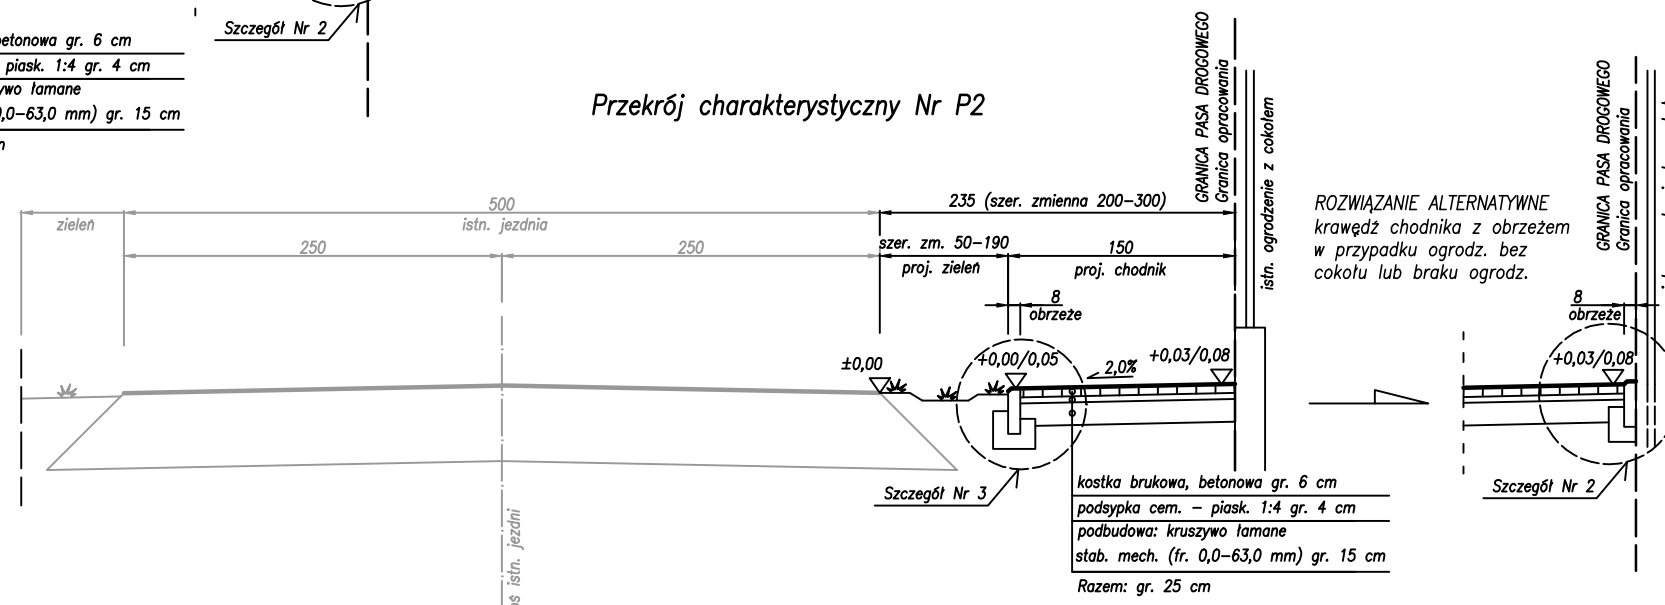 Szczegół Nr 2
betonowa gr. 6 cm
piask. 1:4 gr. 4 cm
łamane
0,0-63,0 mm) gr. 15 cm
Przekrój charakterystyczny Nr P2
GRANICA PASA DROGOWEGO
Granica opracowania
istn. ogrodzenie z cokołem
GRANICA PASA DROGOWEGO
Granica opracowania
500
235 (szer. zmienna 200-300)
zieleń
istn. jezdnia
250
250
szer. zm. 50-190
150
proj. zieleń
proj. chodnik
ROZWIĄZANIE ALTERNATYWNE
krawędź chodnika z obrzeżem
w przypadku ogrodz. bez
cokołu lub braku ogrodz.
8
obrzeże
8
obrzeże
±0,00
+0,00/0,05
2,0%
+0,03/0,08
+0,03/0,08
Szczegół Nr 3
Szczegół Nr 2
kostka brukowa, betonowa gr. 6 cm
podsypka cem. - piask. 1:4 gr. 4 cm
podbudowa: kruszywo łamane
stab. mech. (fr. 0,0-63,0 mm) gr. 15 cm
Razem: gr. 25 cm
istn. jezdni